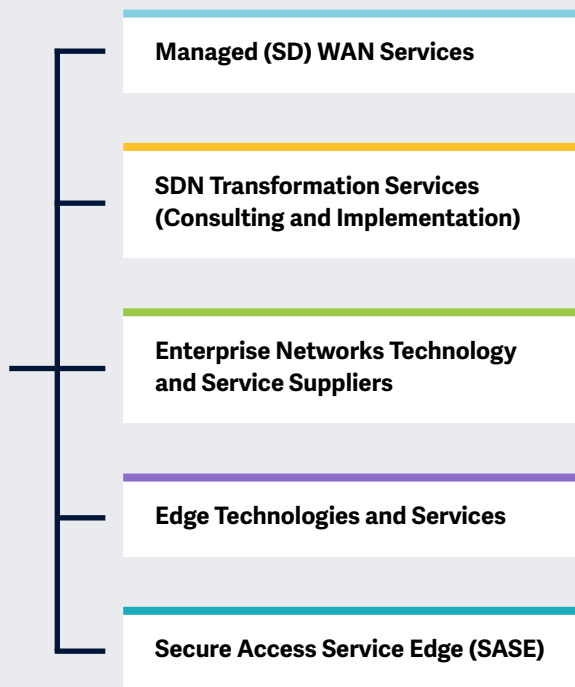 Managed (SD) WAN Services
SDN Transformation Services
(Consulting and Implementation)
Enterprise Networks Technology
and Service Suppliers
Edge Technologies and Services
Secure Access Service Edge (SASE)